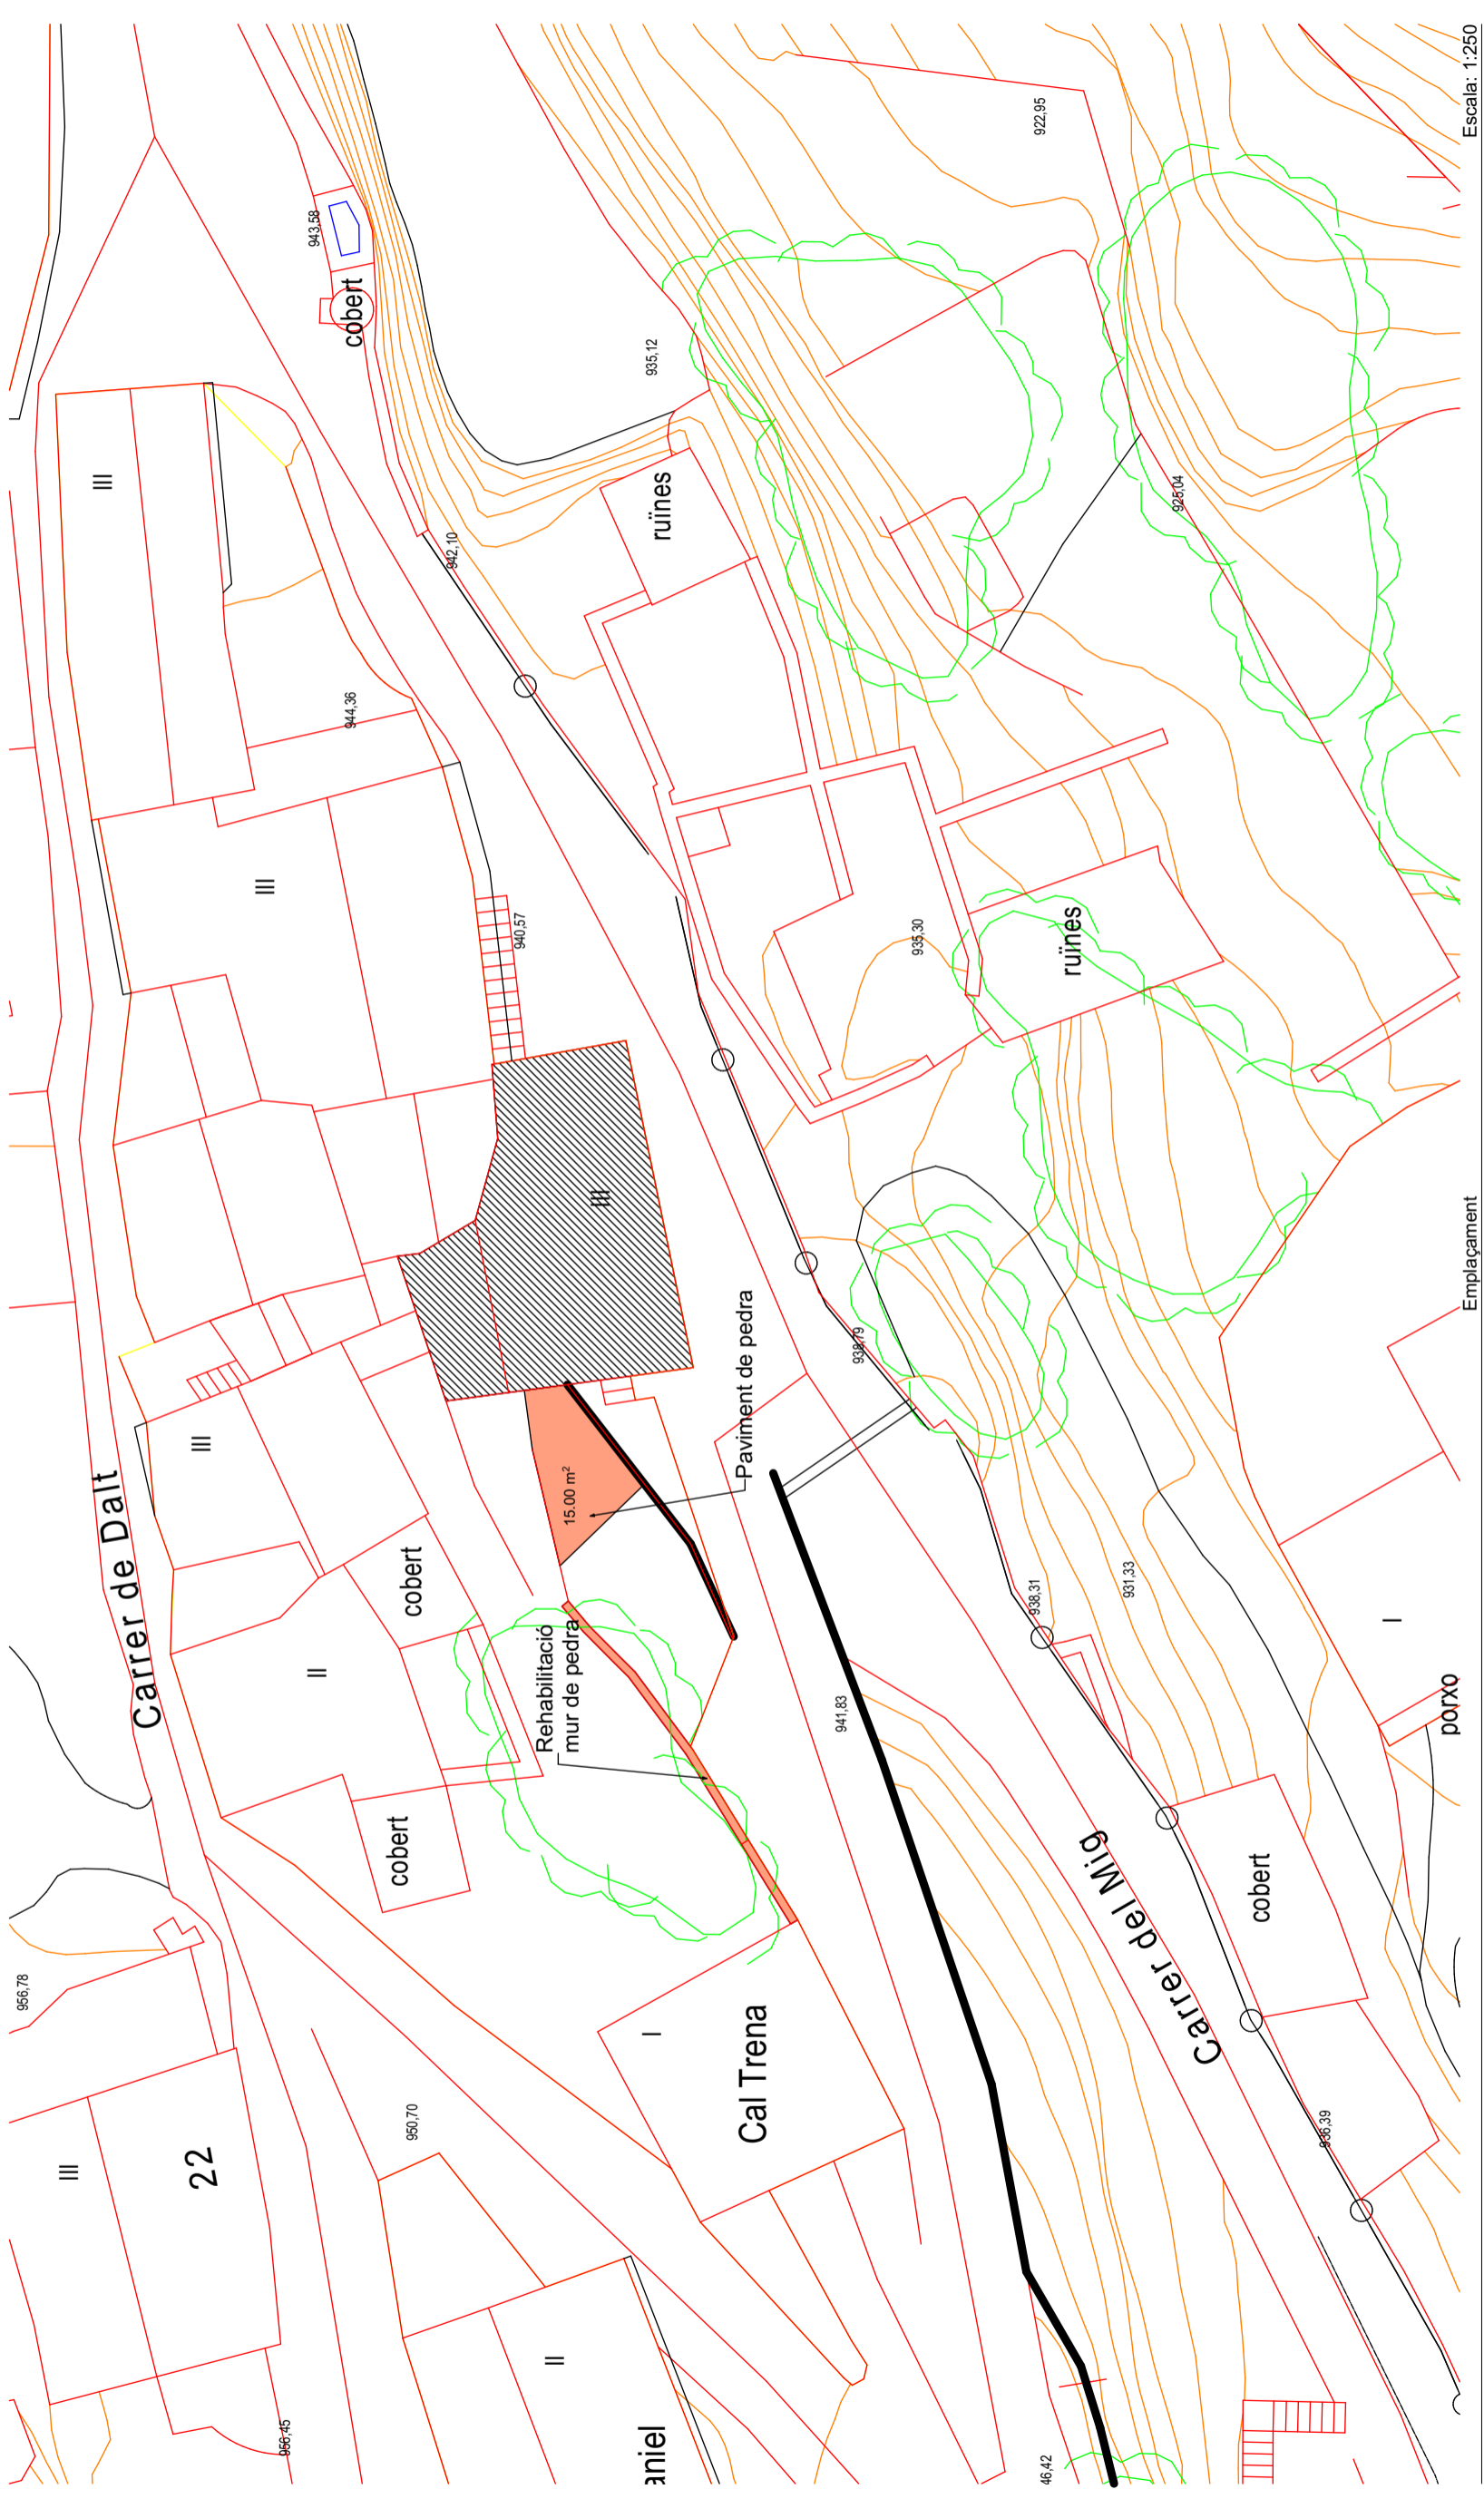 Escala: 1:250
Emplaçament
922,95
943,58
cobert
935,12
III
ruïnes
942,10
925,04
944,36
III
940,57
935,30
ruïnes
III
938,79
Paviment de pedra
15.00 m²
III
Carrer de Dalt
cobert
938,31
931,33
I
Rehabilitació
mur de pedra
II
941,83
porxo
cobert
Carrer del Mig
cobert
956,78
I
Cal Trena
950,70
936,39
III
22
II
956,45
aniel
46,42